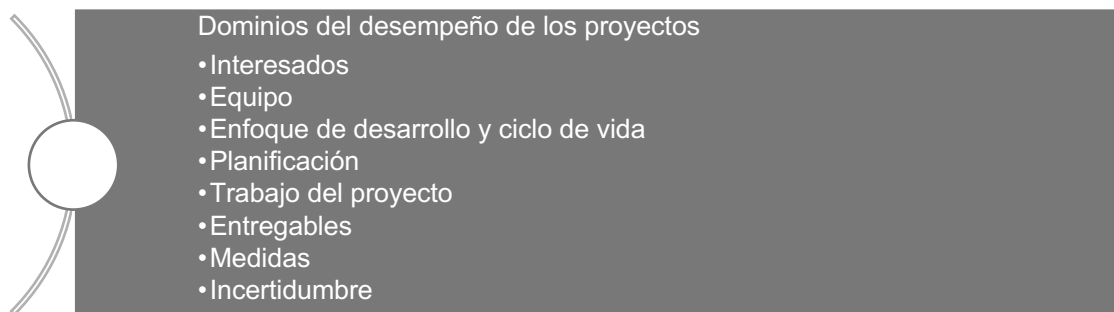 Dominios del desempeño de los proyectos
•Interesados
•Equipo
•Enfoque de desarrollo y ciclo de vida
•Planificación
•Trabajo del proyecto
•Entregables
•Medidas
•Incertidumbre